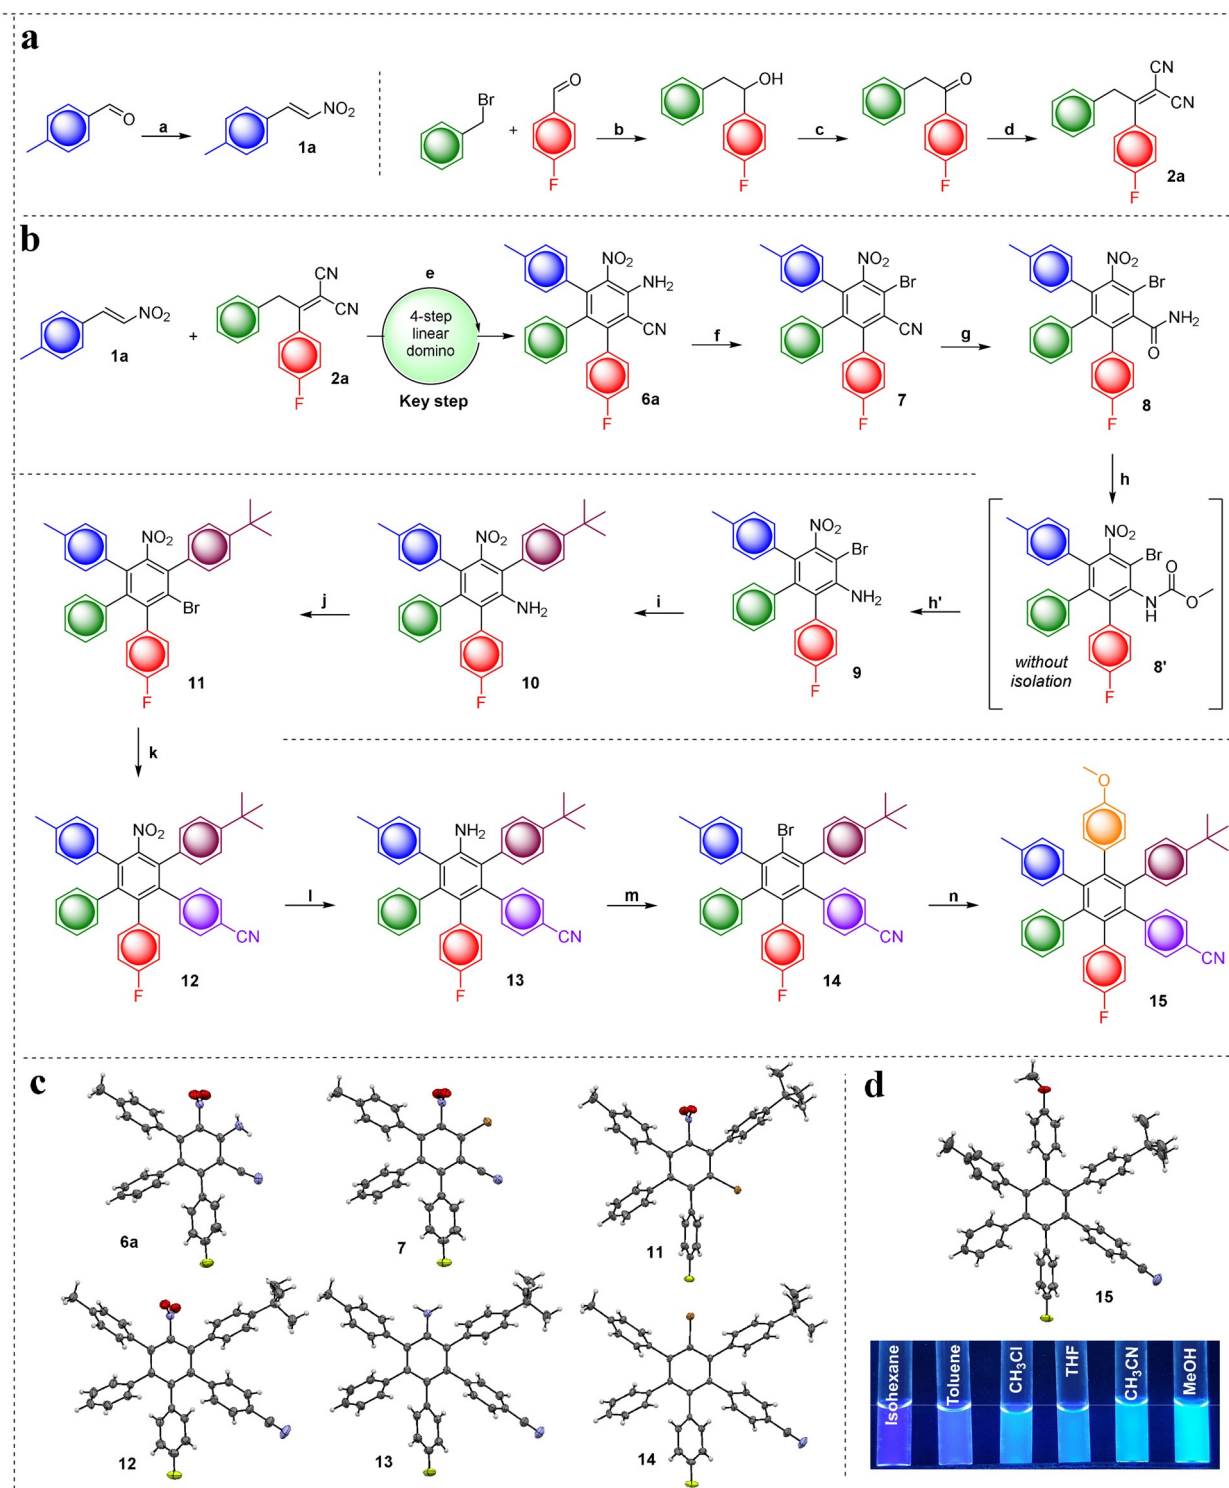 a
O
a
NO₂
1a
Br
+
O
F
b
OH
F
c
O
F
d
CN
CN
F
2a
b
NO₂
1a
+
CN
CN
F
2a
e
4-step
linear
domino
Key step
NO₂
NH₂
CN
F
6a
f
NO₂
Br
CN
F
7
g
NO₂
Br
NH₂
O
F
8
h
NO₂
Br
O
N
H
O
F
without
isolation
8'
h'
NO₂
Br
NH₂
F
9
i
NO₂
NH₂
F
10
j
NO₂
Br
F
11
k
NO₂
CN
F
12
l
NH₂
CN
F
13
m
Br
CN
F
14
n
O
CN
F
15
c
6a
7
11
12
13
14
d
15
Isohexane
Toluene
CH₃Cl
THF
CH₃CN
MeOH